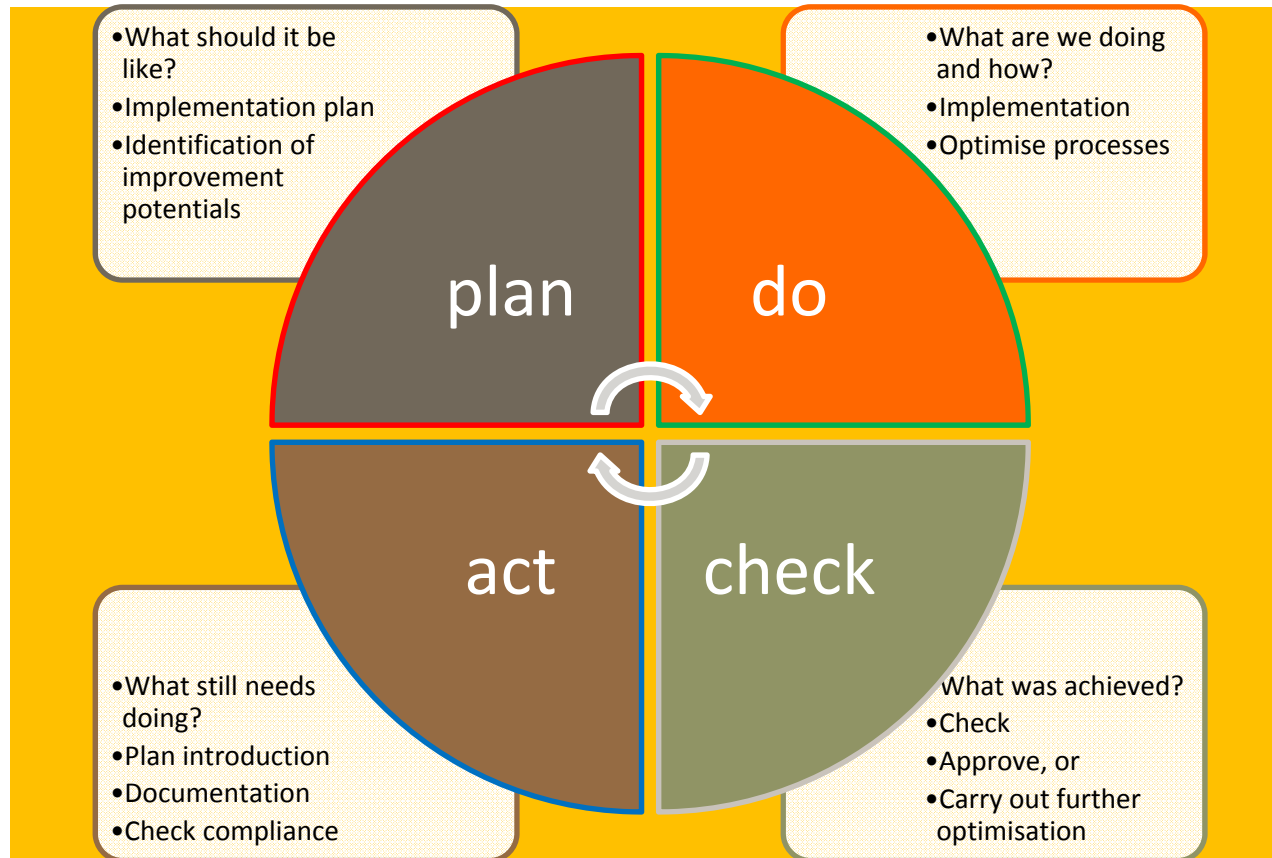 •What should it be
like?
•Implementation plan
•Identification of
improvement
potentials
•What are we doing
and how?
•Implementation
•Optimise processes
plan
do
act
check
•What still needs
doing?
•Plan introduction
•Documentation
•Check compliance
What was achieved?
•Check
•Approve, or
•Carry out further
optimisation